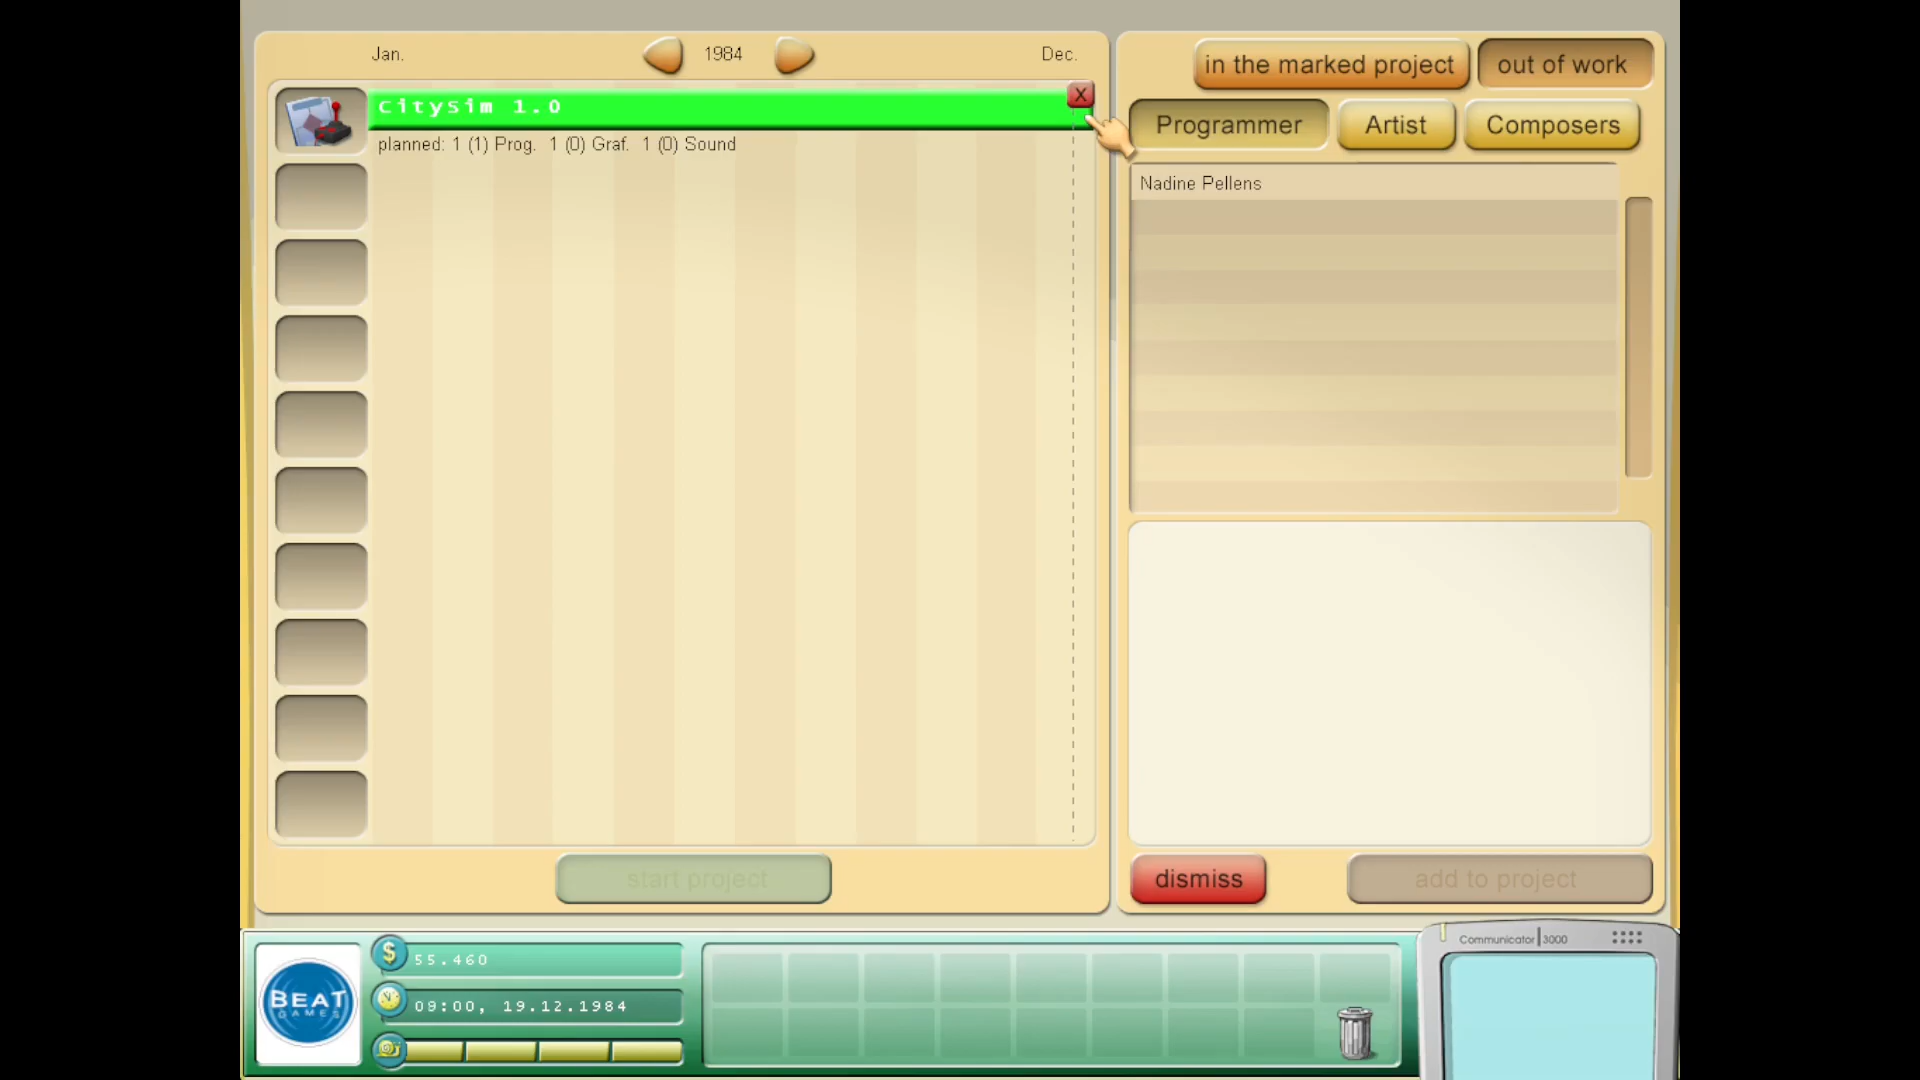 Jan.
1984
Dec.
in the marked project
out of work
citysim 1.0
X
Programmer
Artist
Composers
planned: 1 (1) Prog. 1 (0) Graf. 1 (0) Sound
Nadine Pellens
start project
dismiss
add to project
Communicator 3000
$
55.460
BEAT
GAMES
09:00, 19.12.1984